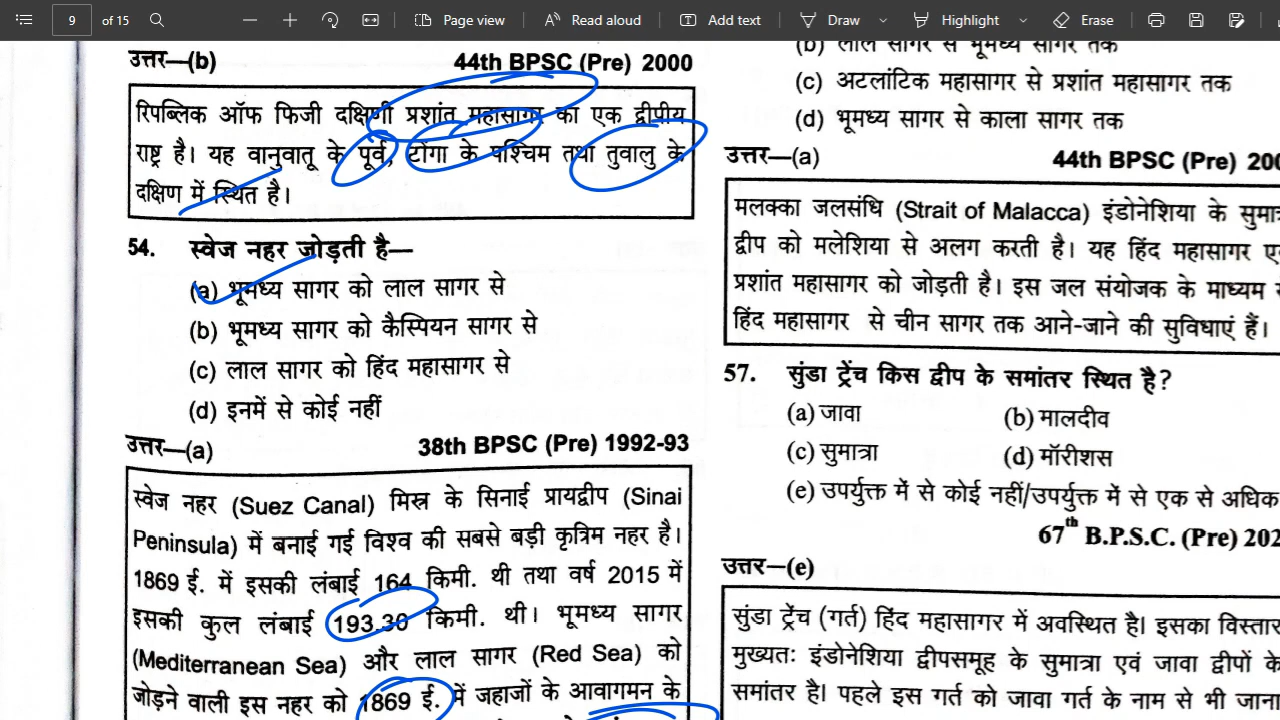 9 of 15 Page view Read aloud Add text Draw Highlight Erase
उत्तर—(b) 44th BPSC (Pre) 2000
रिपब्लिक ऑफ फिजी दक्षिणी प्रशांत महासागर का एक द्वीपीय
राष्ट्र है। यह वानुवातू के पूर्व, टोंगा के पश्चिम तथा तुवालु के
दक्षिण में स्थित है।
54. स्वेज नहर जोड़ती है—
(a) भूमध्य सागर को लाल सागर से
(b) भूमध्य सागर को कैस्पियन सागर से
(c) लाल सागर को हिंद महासागर से
(d) इनमें से कोई नहीं
उत्तर—(a) 38th BPSC (Pre) 1992-93
स्वेज नहर (Suez Canal) मिस्र के सिनाई प्रायद्वीप (Sinai
Peninsula) में बनाई गई विश्व की सबसे बड़ी कृत्रिम नहर है।
1869 ई. में इसकी लंबाई 164 किमी. थी तथा वर्ष 2015 में
इसकी कुल लंबाई 193.30 किमी. थी। भूमध्य सागर
(Mediterranean Sea) और लाल सागर (Red Sea) को
जोड़ने वाली इस नहर को 1869 ई. में जहाजों के आवागमन के
(b) लाल सागर से भूमध्य सागर तक
(c) अटलांटिक महासागर से प्रशांत महासागर तक
(d) भूमध्य सागर से काला सागर तक
उत्तर—(a) 44th BPSC (Pre)
मलक्का जलसंधि (Strait of Malacca) इंडोनेशिया के
द्वीप को मलेशिया से अलग करती है। यह हिंद महासागर
प्रशांत महासागर को जोड़ती है। इस जल संयोजक के माध्यम
हिंद महासागर से चीन सागर तक आने-जाने की सुविधाएं हैं।
57. सुंडा ट्रेंच किस द्वीप के समांतर स्थित है?
(a) जावा (b) मालदीव
(c) सुमात्रा (d) मॉरीशस
(e) उपर्युक्त में से कोई नहीं/उपर्युक्त में से एक से अधिक
67th B.P.S.C. (Pre)
उत्तर—(e)
सुंडा ट्रेंच (गर्त) हिंद महासागर में अवस्थित है। इसका विस्तार
मुख्यतः इंडोनेशिया द्वीपसमूह के सुमात्रा एवं जावा द्वीपों के
समांतर है। पहले इस गर्त को जावा गर्त के नाम से भी जाना